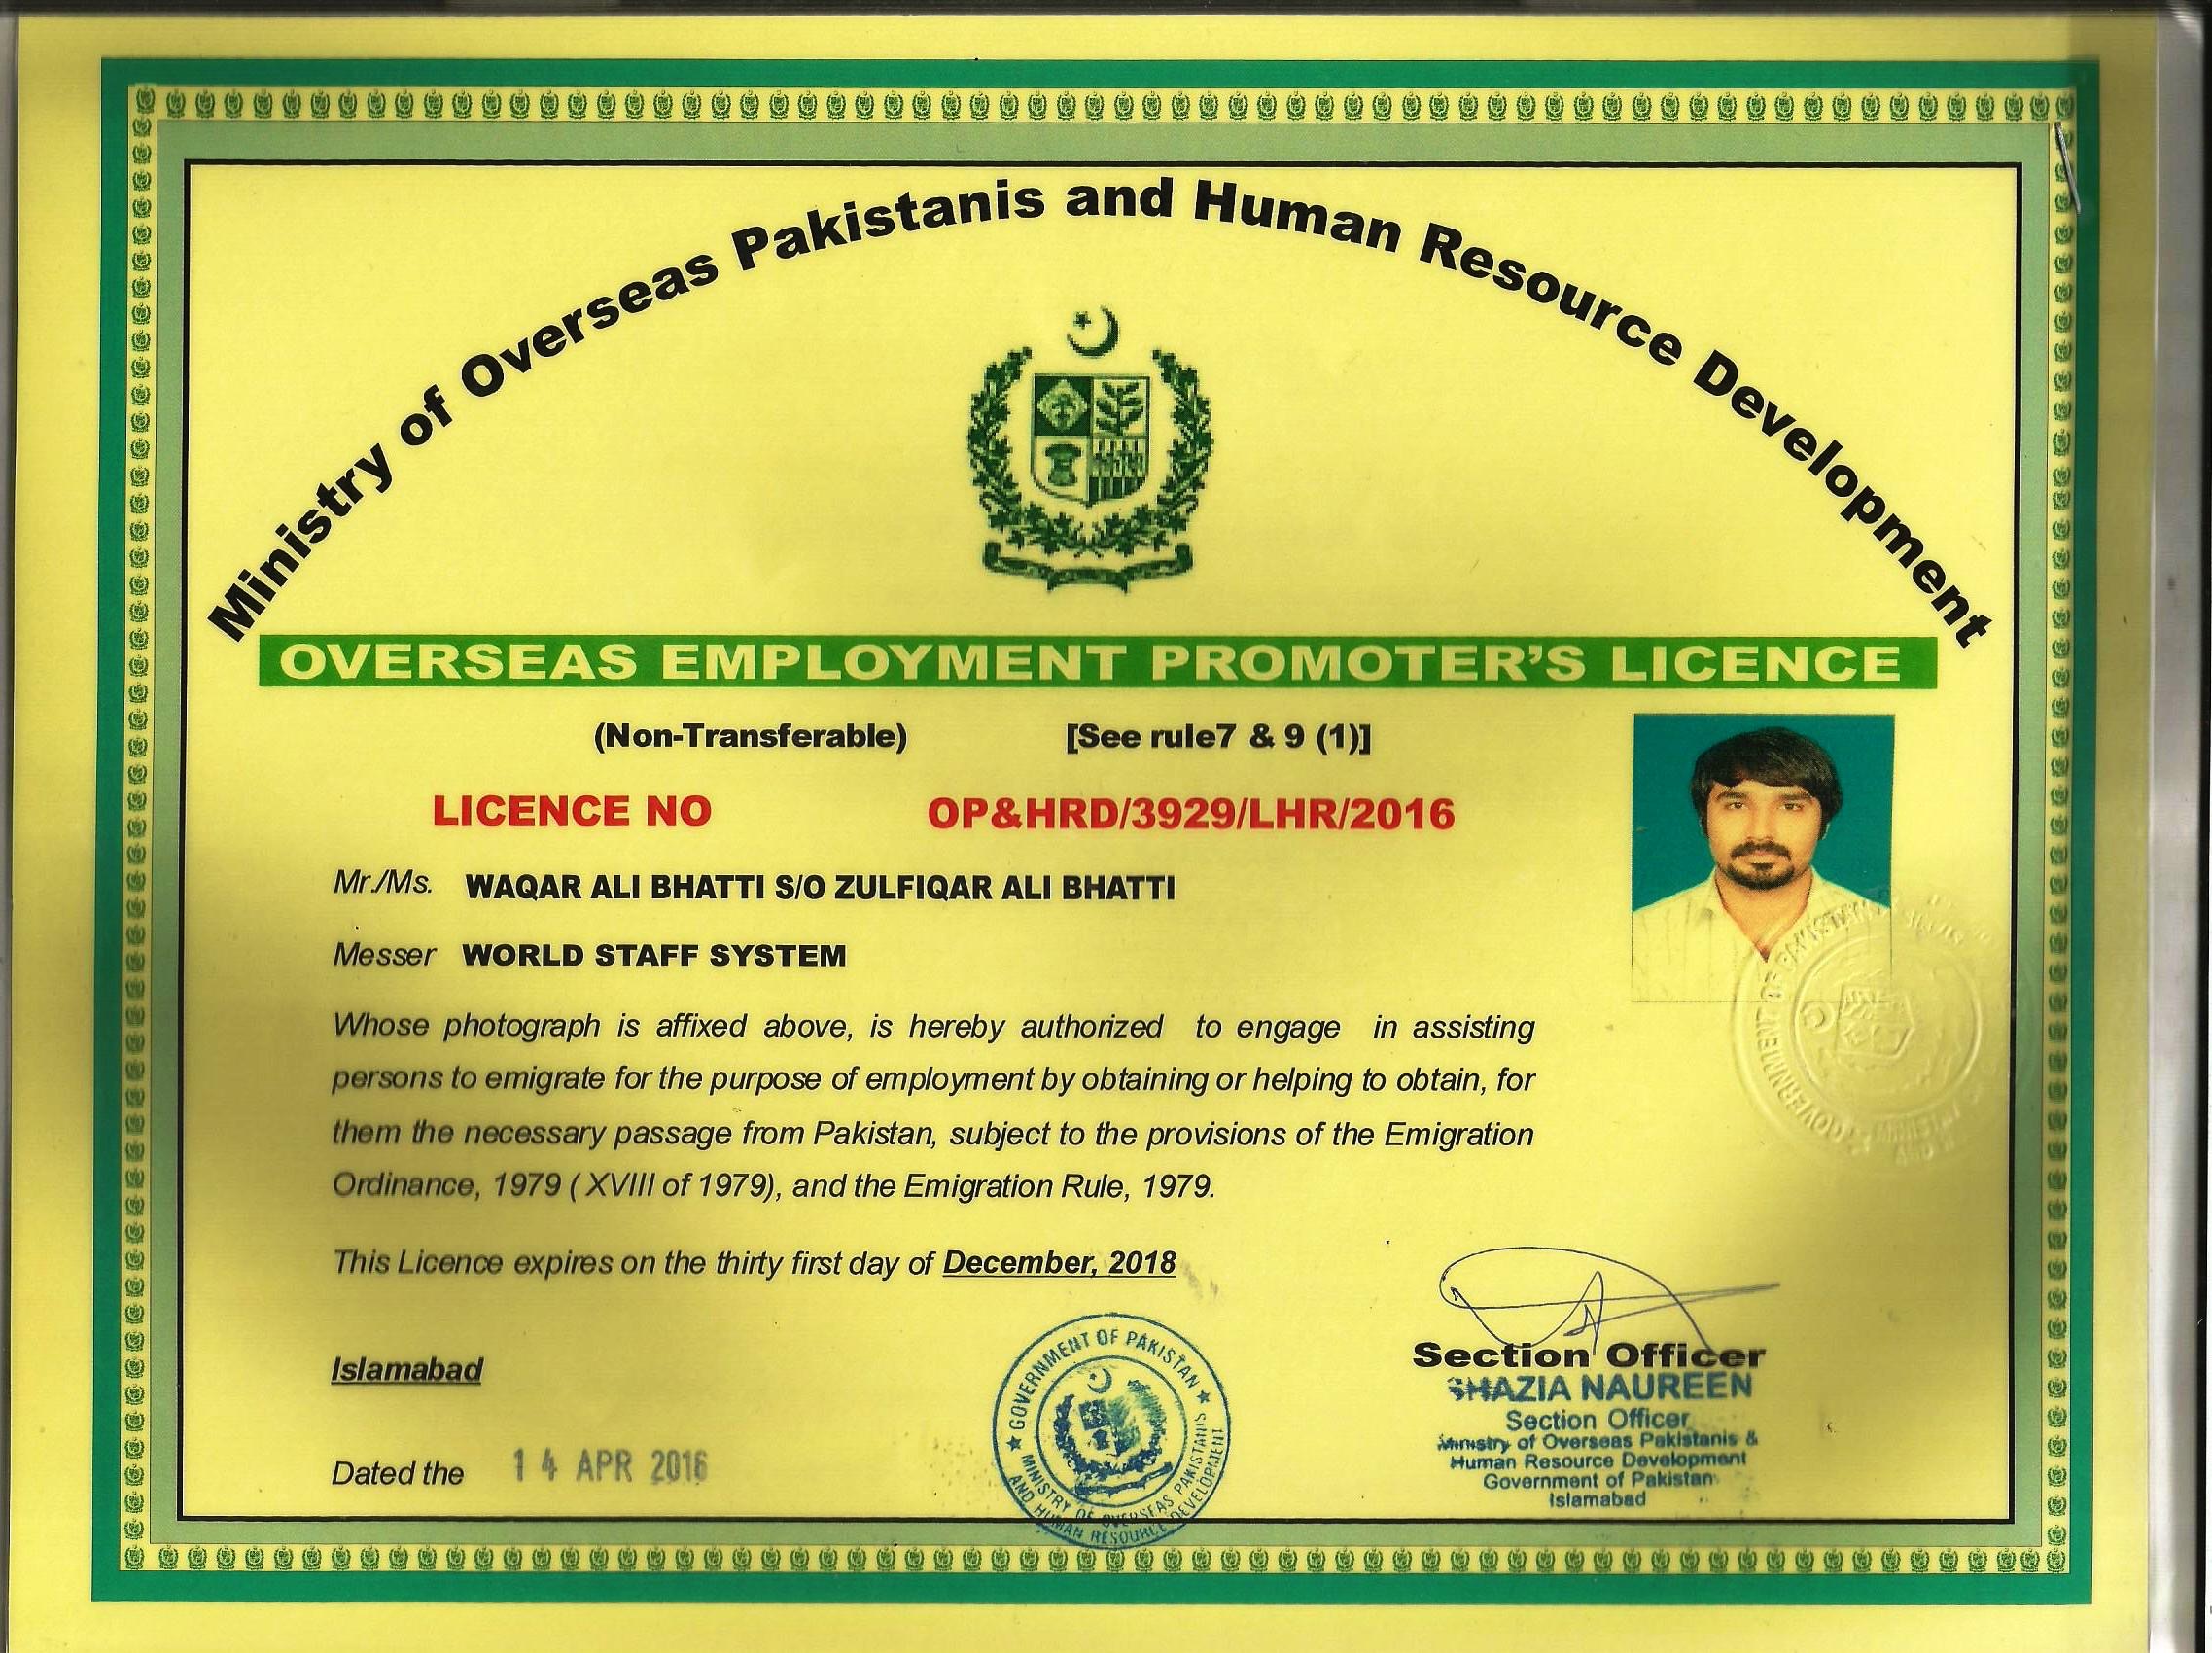 Ministry of Overseas Pakistanis and Human Resource Development
OVERSEAS EMPLOYMENT PROMOTER'S LICENCE
(Non-Transferable) [See rule7 & 9 (1)]
LICENCE NO OP&HRD/3929/LHR/2016
Mr./Ms. WAQAR ALI BHATTI S/O ZULFIQAR ALI BHATTI
Messer WORLD STAFF SYSTEM
Whose photograph is affixed above, is hereby authorized to engage in assisting
persons to emigrate for the purpose of employment by obtaining or helping to obtain, for
them the necessary passage from Pakistan, subject to the provisions of the Emigration
Ordinance, 1979 ( XVIII of 1979), and the Emigration Rule, 1979.
This Licence expires on the thirty first day of December, 2018
Islamabad
Dated the 14 APR 2016
GOVERNMENT OF PAKISTAN
MINISTRY OF OVERSEAS PAKISTANIS
AND HUMAN RESOURCE DEVELOPMENT
Section Officer
SHAZIA NAUREEN
Section Officer
Ministry of Overseas Pakistanis &
Human Resource Development
Government of Pakistan
Islamabad
GOVERNMENT OF PAKISTAN